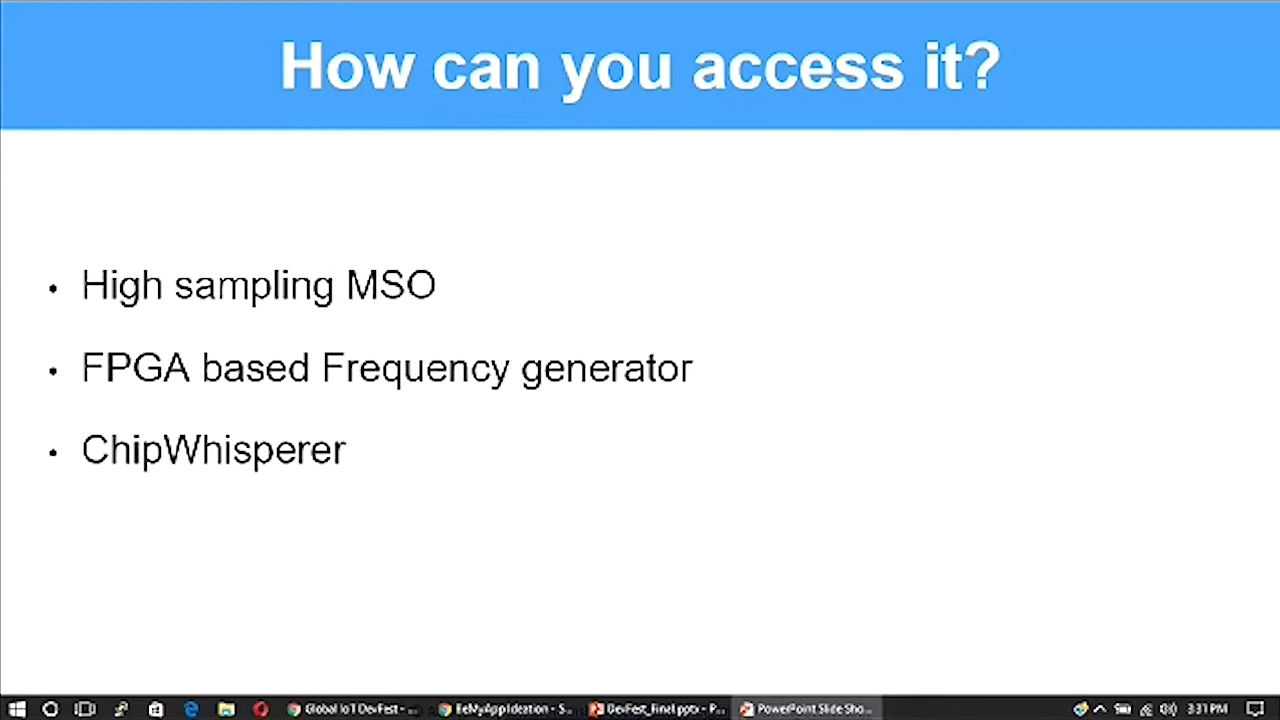 How can you access it?
• High sampling MSO
• FPGA based Frequency generator
• ChipWhisperer
Global IoT DevFest - ...
EeMyAppIdeation - S...
DevFest_Final.pptx - P...
PowerPoint Slide Sho...
3:31 PM